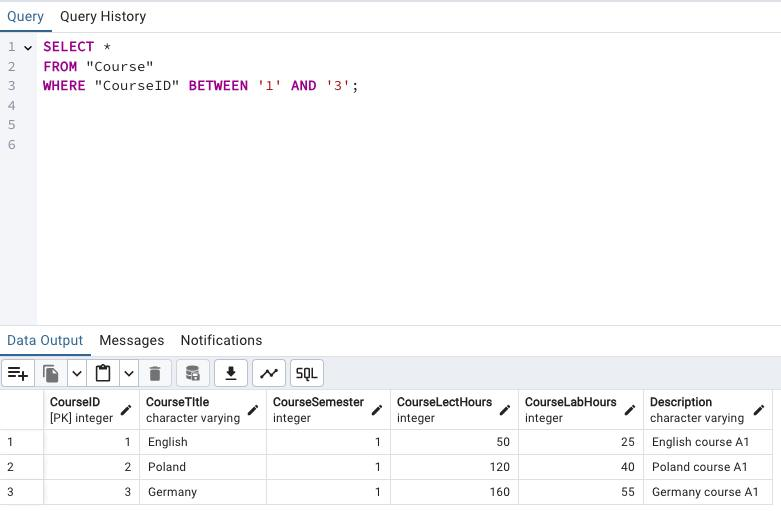 Query Query History
1 SELECT *
2 FROM "Course"
3 WHERE "CourseID" BETWEEN '1' AND '3';
4
5
6
Data Output Messages Notifications
SQL
CourseID CourseTitle CourseSemester CourseLectHours CourseLabHours Description
[PK] integer character varying integer integer integer character varying
1 1 English 1 50 25 English course A1
2 2 Poland 1 120 40 Poland course A1
3 3 Germany 1 160 55 Germany course A1